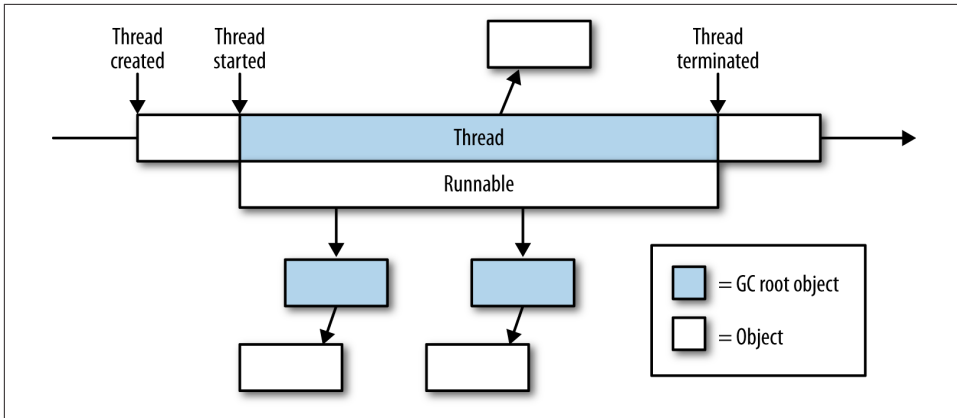 Thread
created
Thread
started
Thread
terminated
Thread
Runnable
= GC root object
= Object